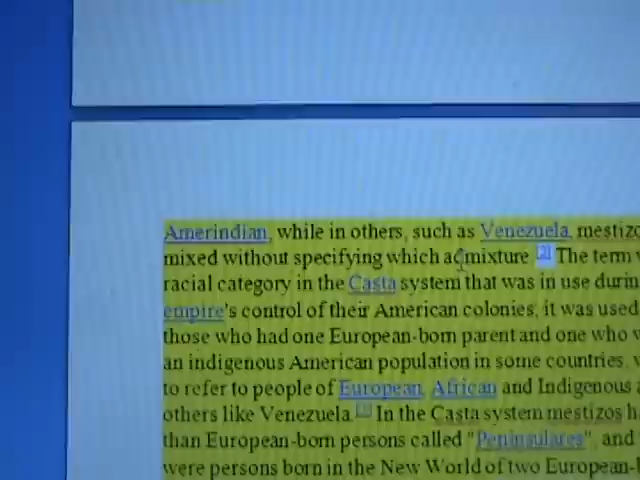 Amerindian, while in others, such as Venezuela, mestizo
mixed without specifying which admixture [2] The term
racial category in the Casta system that was in use durin
empire's control of their American colonies, it was used
those who had one European-born parent and one who
an indigenous American population in some countries,
to refer to people of European, African and Indigenous
others like Venezuela. In the Casta system mestizos h
than European-born persons called "Peninsulares", and
were persons born in the New World of two European-